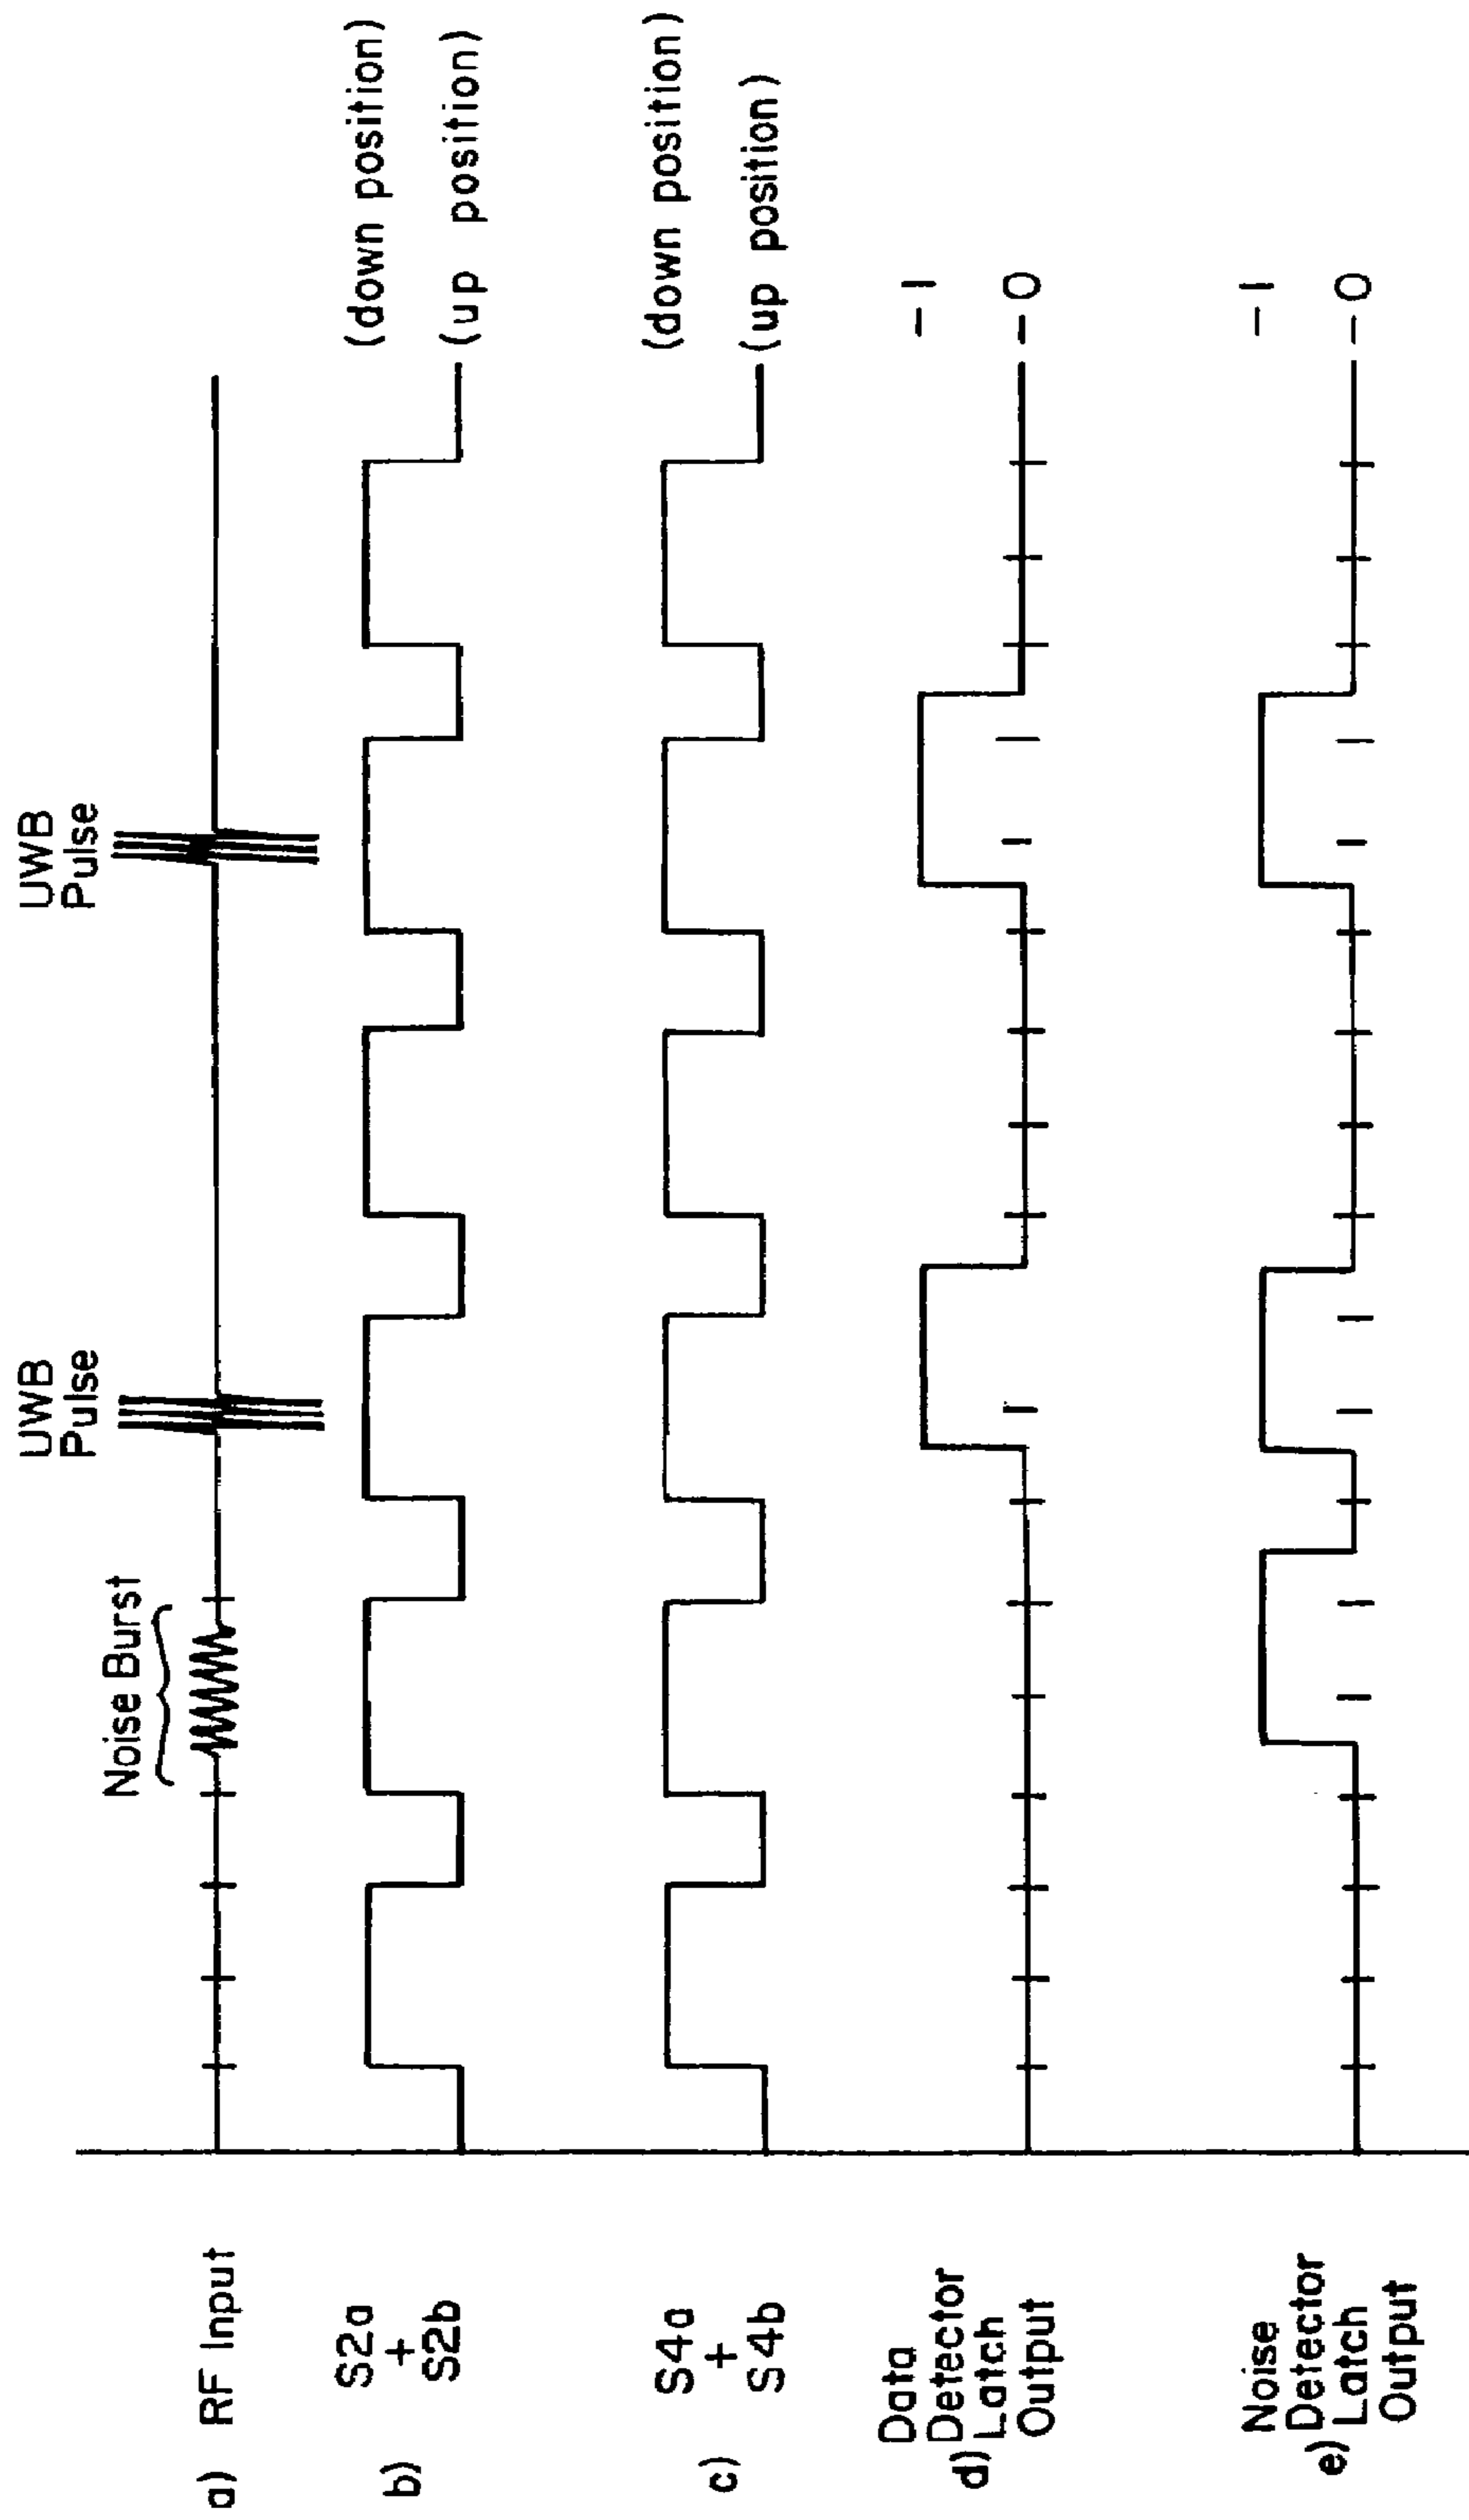 UWB
Pulse
UWB
Pulse
Noise Burst
a) RF Input
(down position)
(up position)
b)
S2a
+
S2b
(down position)
(up position)
c)
S4a
+
S4b
1
0
d)
Data
Detector
Latch
Output
1
0
e)
Noise
Detector
Latch
Output